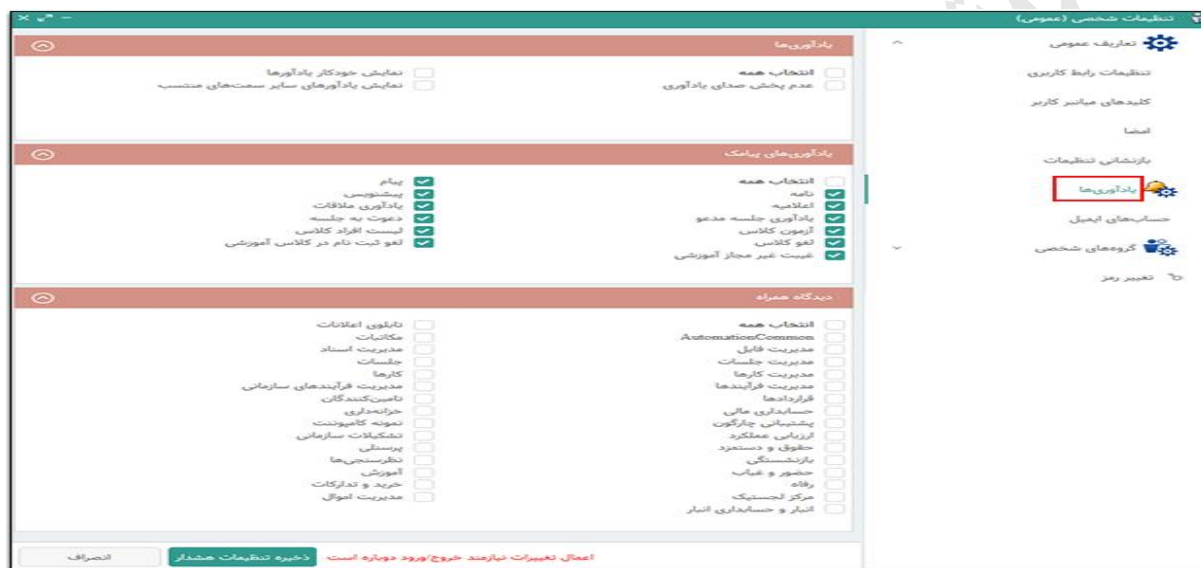 تنظیمات شخصی (عمومی)
تعاریف عمومی
تنظیمات رابط کاربری
کلیدهای میانبر کاربر
امضا
بازنشانی تنظیمات
یادآوری‌ها
حساب‌های ایمیل
گروه‌های شخصی
تغییر رمز
یادآوری‌ها
انتخاب همه
نمایش خودکار یادآورها
عدم پخش صدای یادآوری
نمایش یادآورهای سایر سمت‌های منتسب
یادآوری‌های پیامک
انتخاب همه
پیام
نامه
پیشنویس
اعلامیه
یادآوری ملاقات
یادآوری جلسه مدعو
دعوت به جلسه
آزمون کلاس
لیست افراد کلاس
لغو کلاس
لغو ثبت نام در کلاس آموزشی
غیبت غیر مجاز آموزشی
دیدگاه همراه
انتخاب همه
تابلوی اعلانات
AutomationCommon
مکاتبات
مدیریت فایل
مدیریت اسناد
مدیریت جلسات
جلسات
مدیریت کارها
کارها
مدیریت فرآیندها
مدیریت فرآیندهای سازمانی
قراردادها
تامین‌کنندگان
حسابداری مالی
خزانه‌داری
پشتیبانی چارگون
نمونه کامپوننت
ارزیابی عملکرد
تشکیلات سازمانی
حقوق و دستمزد
پرسنلی
بازنشستگی
نظرسنجی‌ها
حضور و غیاب
آموزش
رفاه
خرید و تدارکات
مرکز لجستیک
مدیریت اموال
انبار و حسابداری انبار
اعمال تغییرات نیازمند خروج/ورود دوباره است
ذخیره تنظیمات هشدار
انصراف